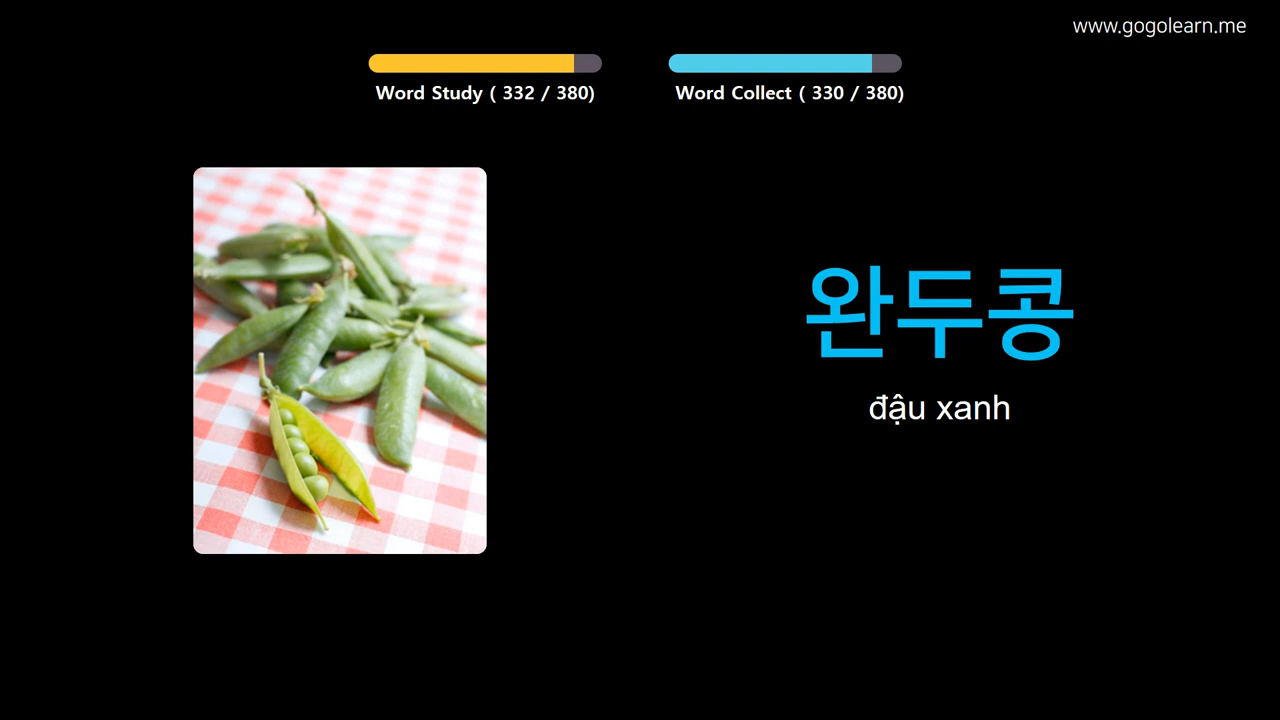 www.gogolearn.me
Word Study ( 332 / 380)
Word Collect ( 330 / 380)
완두콩
đậu xanh